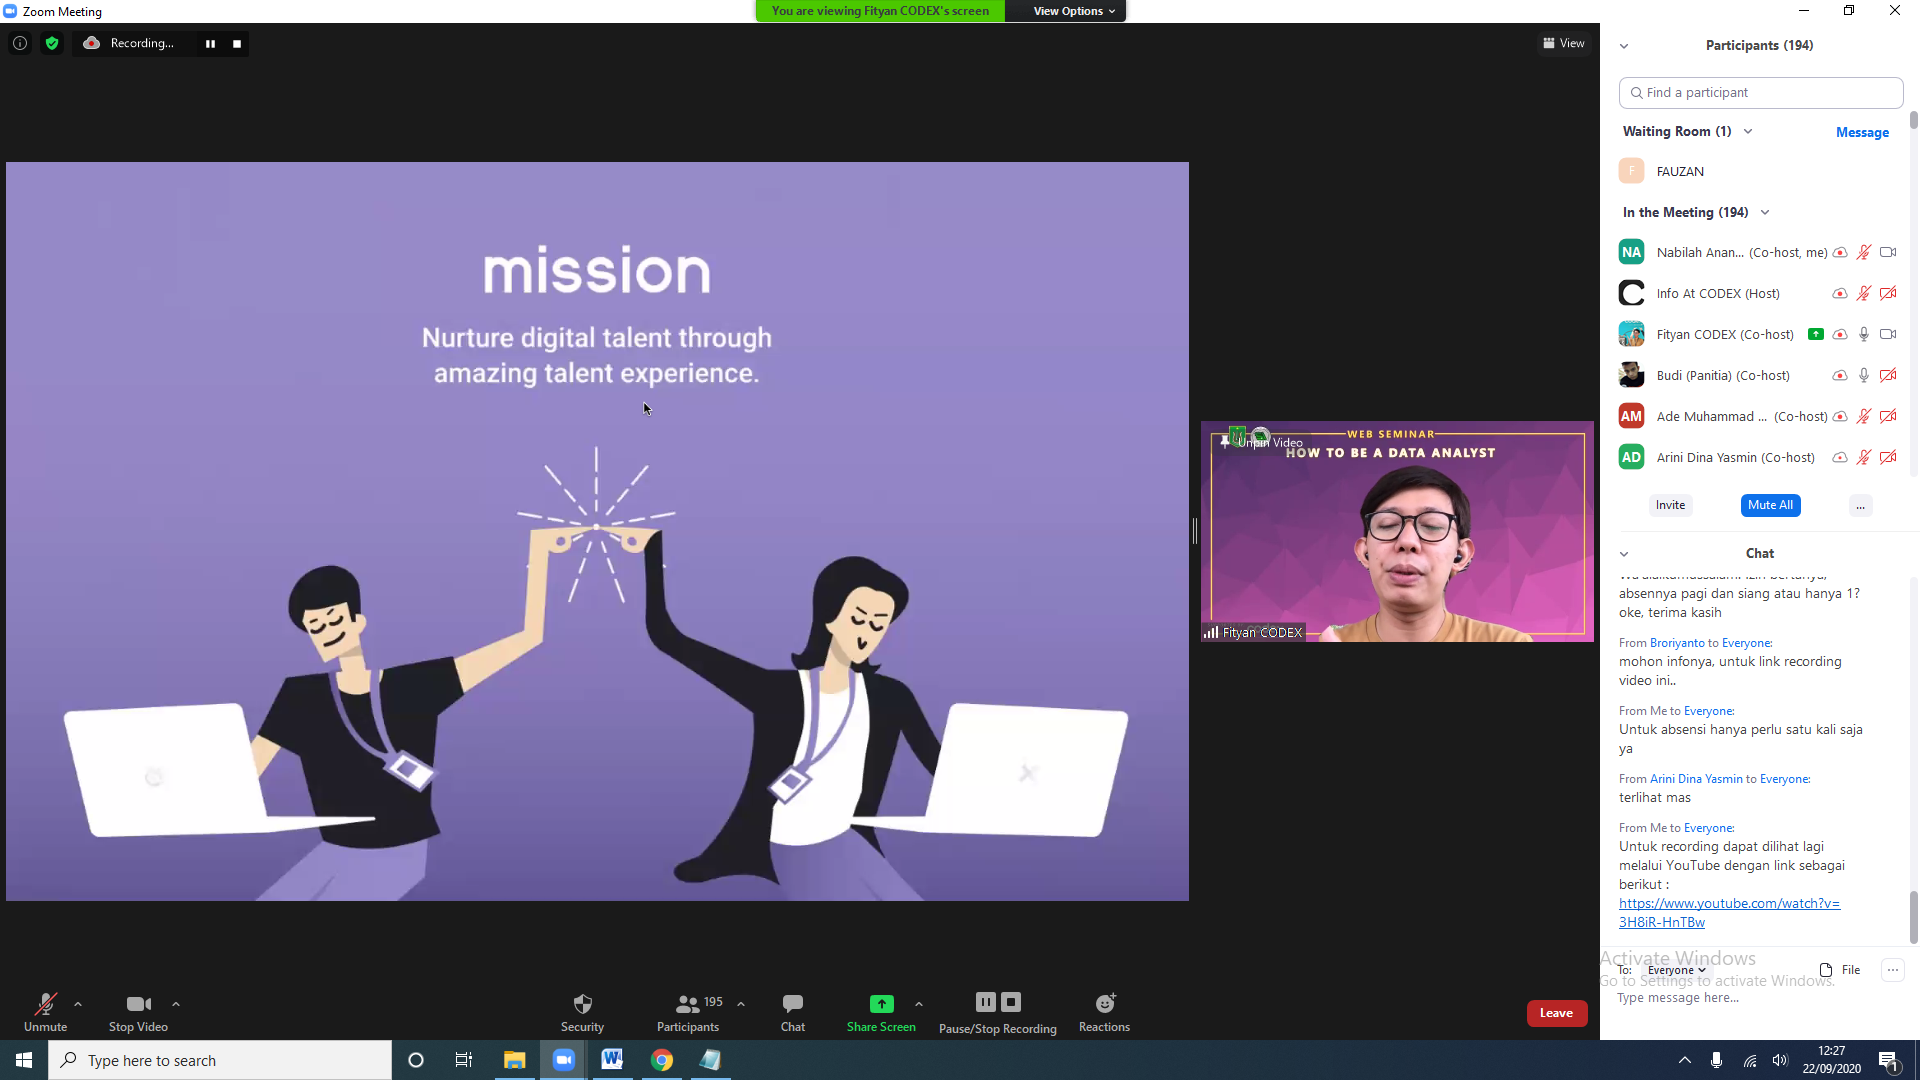 Zoom Meeting
You are viewing Fityan CODEX's screen
View Options
Recording...
View
mission
Nurture digital talent through
amazing talent experience.
WEB SEMINAR
Unpin Video
HOW TO BE A DATA ANALYST
Fityan CODEX
Participants (194)
Find a participant
Waiting Room (1)
Message
F
FAUZAN
In the Meeting (194)
NA
Nabilah Anan... (Co-host, me)
Info At CODEX (Host)
Fityan CODEX (Co-host)
Budi (Panitia) (Co-host)
AM
Ade Muhammad ... (Co-host)
AD
Arini Dina Yasmin (Co-host)
Invite
Mute All
...
Chat
absennya pagi dan siang atau hanya 1?
oke, terima kasih
From Broriyanto to Everyone:
mohon infonya, untuk link recording
video ini..
From Me to Everyone:
Untuk absensi hanya perlu satu kali saja
ya
From Arini Dina Yasmin to Everyone:
terlihat mas
From Me to Everyone:
Untuk recording dapat dilihat lagi
melalui YouTube dengan link sebagai
berikut :
https://www.youtube.com/watch?v=
3H8iR-HnTBw
Activate Windows
To: Everyone
File
Go to Settings to activate Windows.
Type message here...
Unmute
Stop Video
Security
Participants
195
Chat
Share Screen
Pause/Stop Recording
Reactions
Leave
Type here to search
12:27
22/09/2020
1